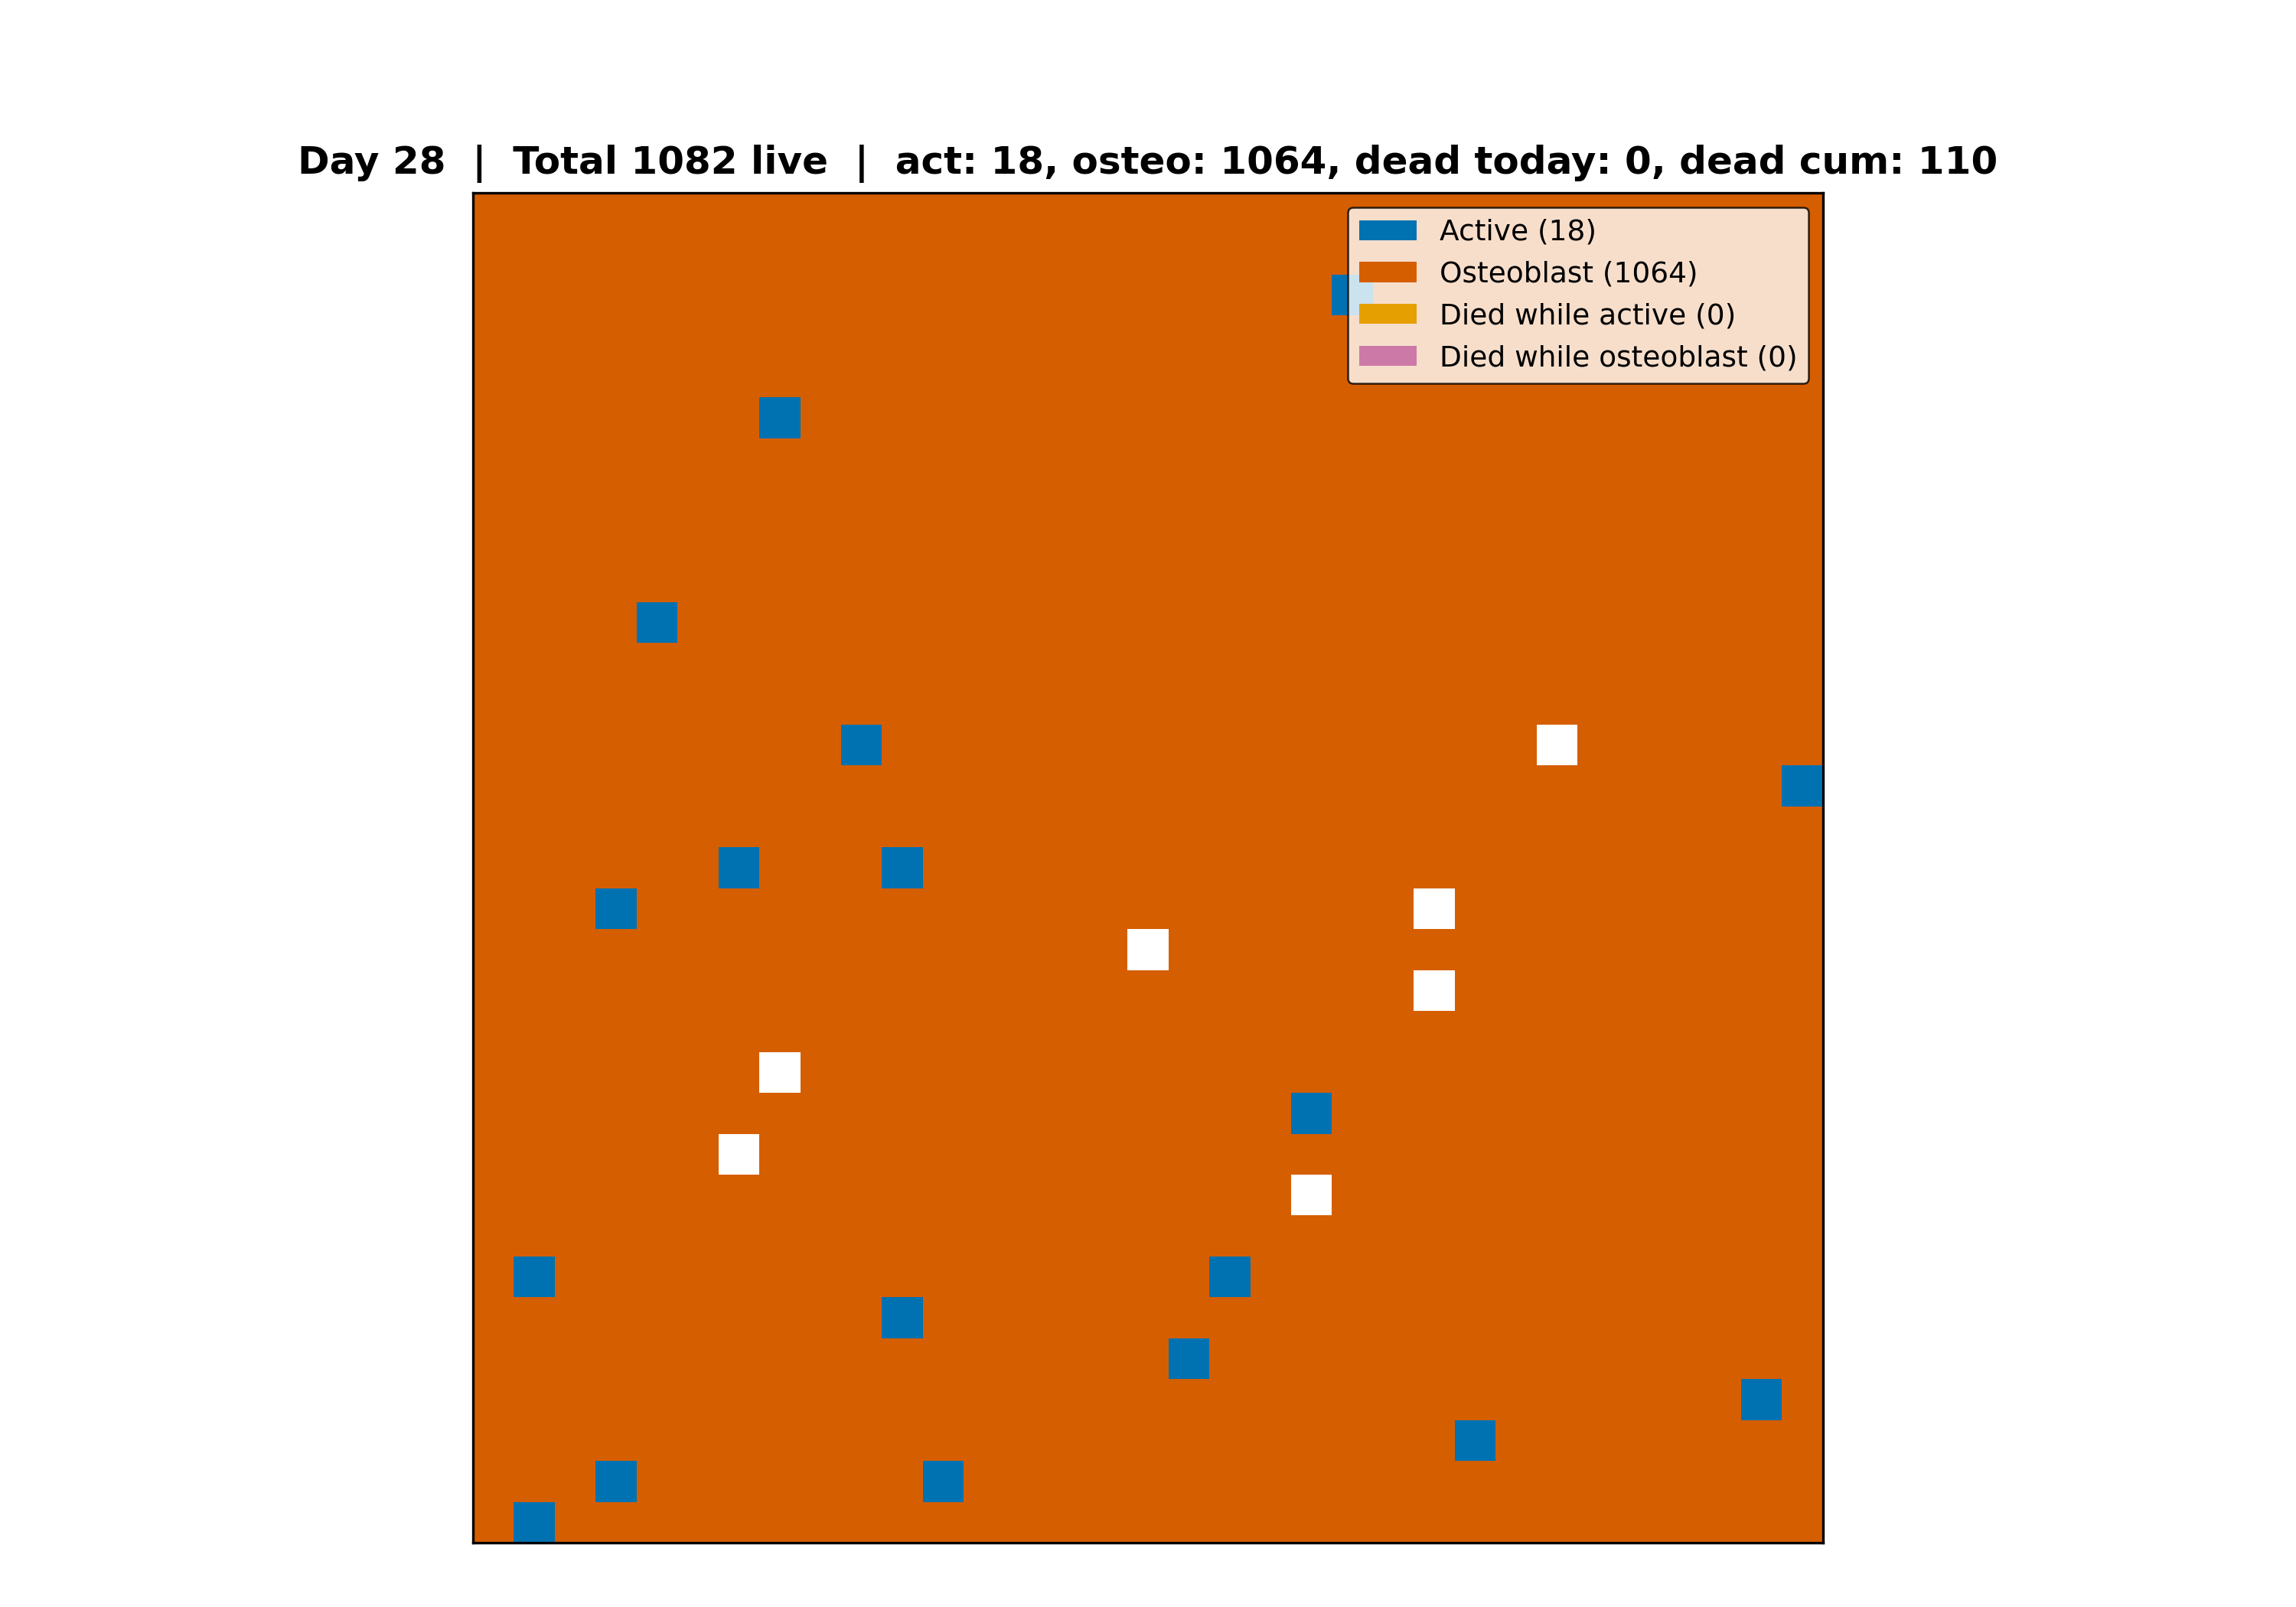 Day 28 | Total 1082 live | act: 18, osteo: 1064, dead today: 0, dead cum: 110
Active (18)
Osteoblast (1064)
Died while active (0)
Died while osteoblast (0)